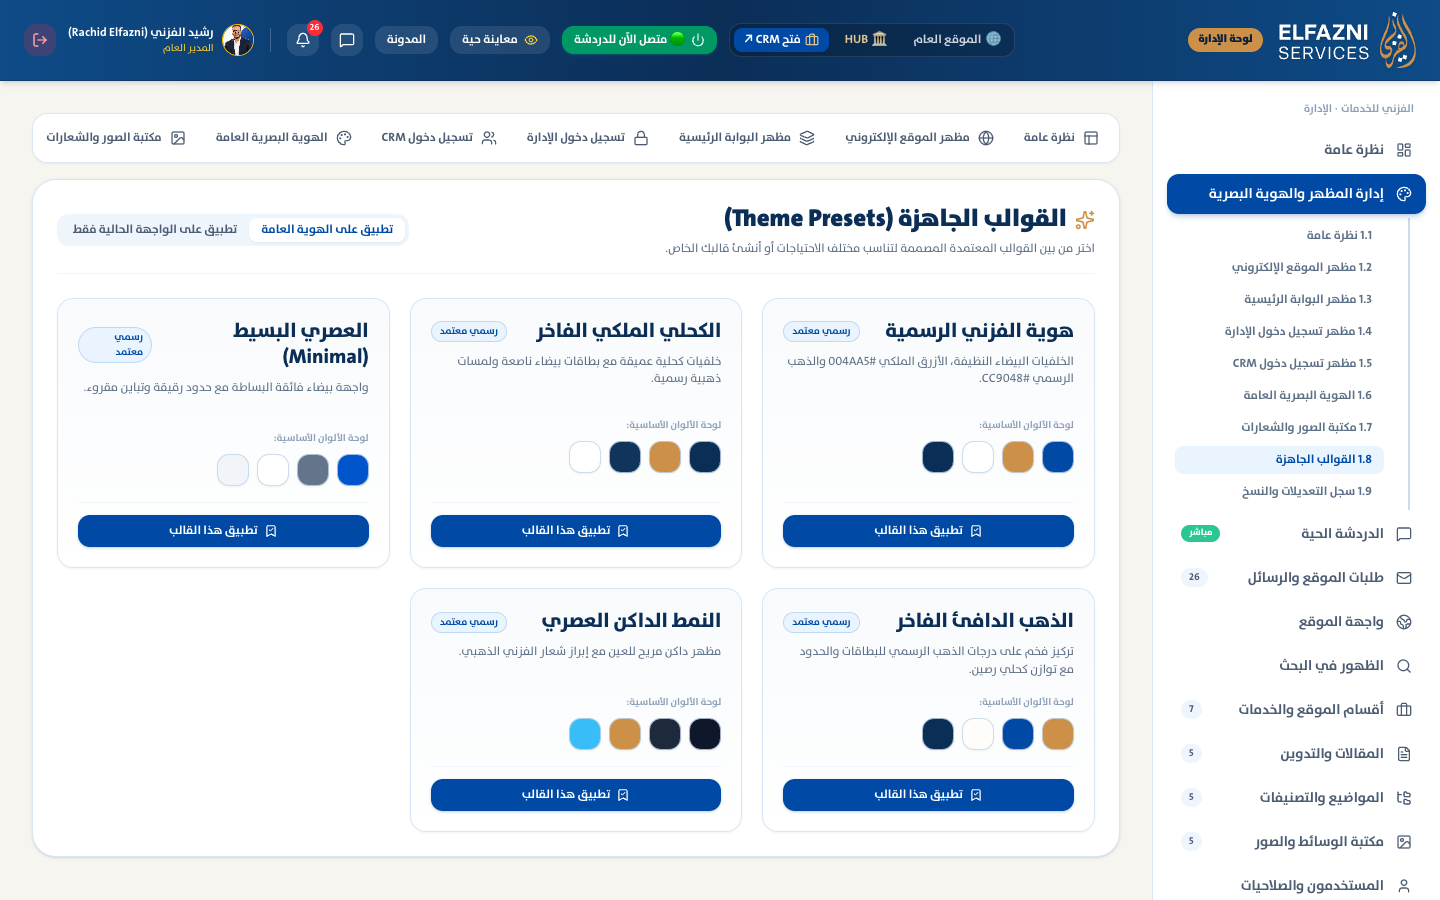 ELFAZNI
SERVICES
لوحة الإدارة
الموقع العام
HUB
فتح CRM ↗
متصل الآن للدردشة
معاينة حية
المدونة
26
رشيد الفزني (Rachid Elfazni)
المدير العام
الفزني للخدمات · الإدارة
نظرة عامة
إدارة المظهر والهوية البصرية
1.1 نظرة عامة
1.2 مظهر الموقع الإلكتروني
1.3 مظهر البوابة الرئيسية
1.4 مظهر تسجيل دخول الإدارة
1.5 مظهر تسجيل دخول CRM
1.6 الهوية البصرية العامة
1.7 مكتبة الصور والشعارات
1.8 القوالب الجاهزة
1.9 سجل التعديلات والنسخ
الدردشة الحية
مباشر
طلبات الموقع والرسائل
26
واجهة الموقع
الظهور في البحث
أقسام الموقع والخدمات
7
المقالات والتدوين
5
المواضيع والتصنيفات
5
مكتبة الوسائط والصور
5
المستخدمون والصلاحيات
نظرة عامة
مظهر الموقع الإلكتروني
مظهر البوابة الرئيسية
تسجيل دخول الإدارة
تسجيل دخول CRM
الهوية البصرية العامة
مكتبة الصور والشعارات
القوالب الجاهزة (Theme Presets)
اختر من بين القوالب المعتمدة المصممة لتناسب مختلف الاحتياجات أو أنشئ قالبك الخاص.
تطبيق على الهوية العامة
تطبيق على الواجهة الحالية فقط
هوية الفزني الرسمية
رسمي معتمد
الخلفيات البيضاء النظيفة، الأزرق الملكي #004AA5 والذهب
الرسمي #CC9048.
لوحة الألوان الأساسية:
تطبيق هذا القالب
الكحلي الملكي الفاخر
رسمي معتمد
خلفيات كحلية عميقة مع بطاقات بيضاء ناصعة ولمسات
ذهبية رسمية.
لوحة الألوان الأساسية:
تطبيق هذا القالب
العصري البسيط
(Minimal)
رسمي
معتمد
واجهة بيضاء فائقة البساطة مع حدود رقيقة وتباين مقروء.
لوحة الألوان الأساسية:
تطبيق هذا القالب
الذهب الدافئ الفاخر
رسمي معتمد
تركيز فخم على درجات الذهب الرسمي للبطاقات والحدود
مع توازن كحلي رصين.
لوحة الألوان الأساسية:
تطبيق هذا القالب
النمط الداكن العصري
رسمي معتمد
مظهر داكن مريح للعين مع إبراز شعار الفزني الذهبي.
لوحة الألوان الأساسية:
تطبيق هذا القالب